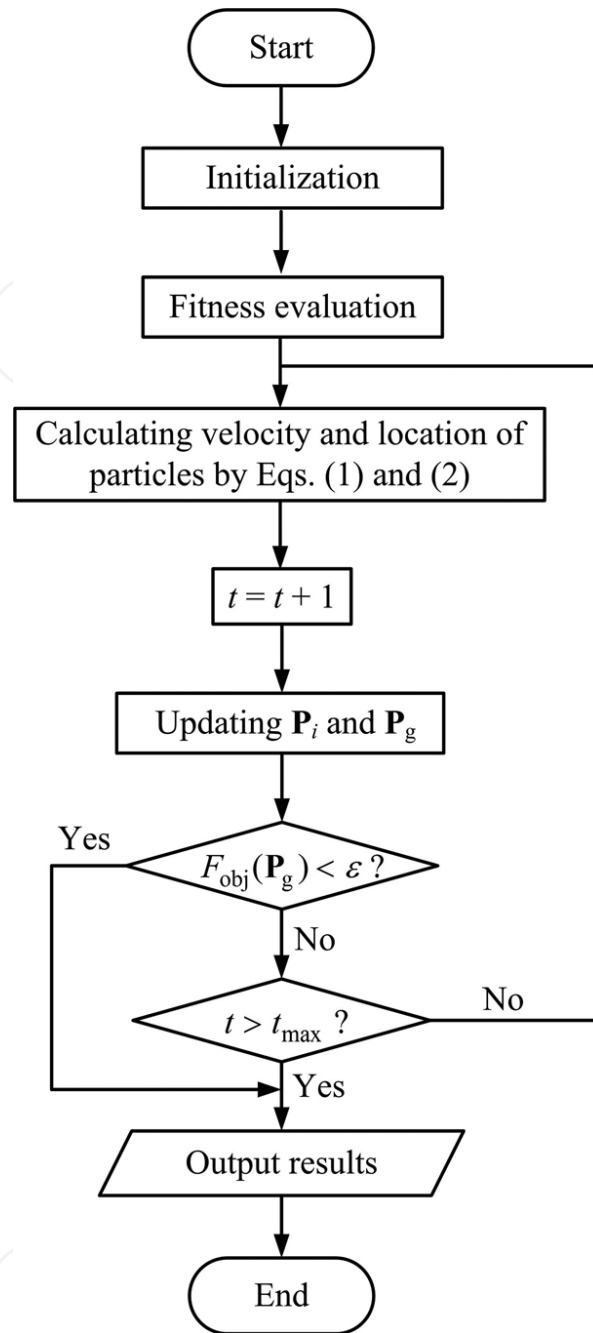 Start
Initialization
Fitness evaluation
Calculating velocity and location of
particles by Eqs. (1) and (2)
t = t + 1
Updating P_i and P_g
Yes
F_obj(P_g) < ε ?
No
t > t_max ?
No
Yes
Output results
End